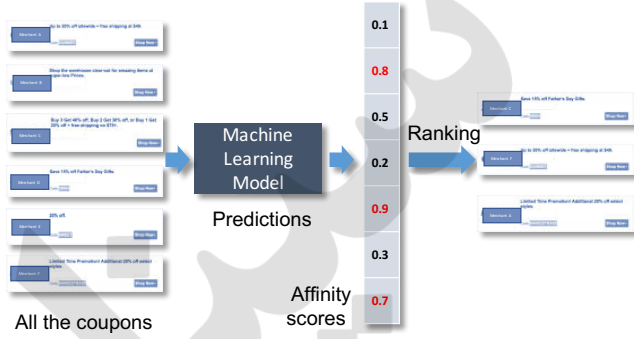 Merchant A
Up to 20% off sitewide + free shipping at $49.
Shop Now
Merchant B
Shop the warehouse clear-out for amazing items at
Shop Now
Merchant C
Buy 3 Get 40% off, Buy 2 Get 30% off, or Buy 1 Get
20% off + free shipping on $75+.
Shop Now
Merchant D
Save 15% off Father's Day Gifts.
Shop Now
20% off.
Shop Now
Merchant F
Limited Time Promotion! Additional 20% off select
styles
Shop Now
All the coupons
Machine
Learning
Model
Predictions
0.1
0.8
0.5
0.2
0.9
0.3
0.7
Affinity
scores
Ranking
Save 15% off Father's Day Gifts.
Merchant C
Shop Now
Up to 20% off sitewide + free shipping at $49.
Merchant F
Shop Now
Limited Time Promotion! Additional 20% off select
styles
Merchant A
Shop Now